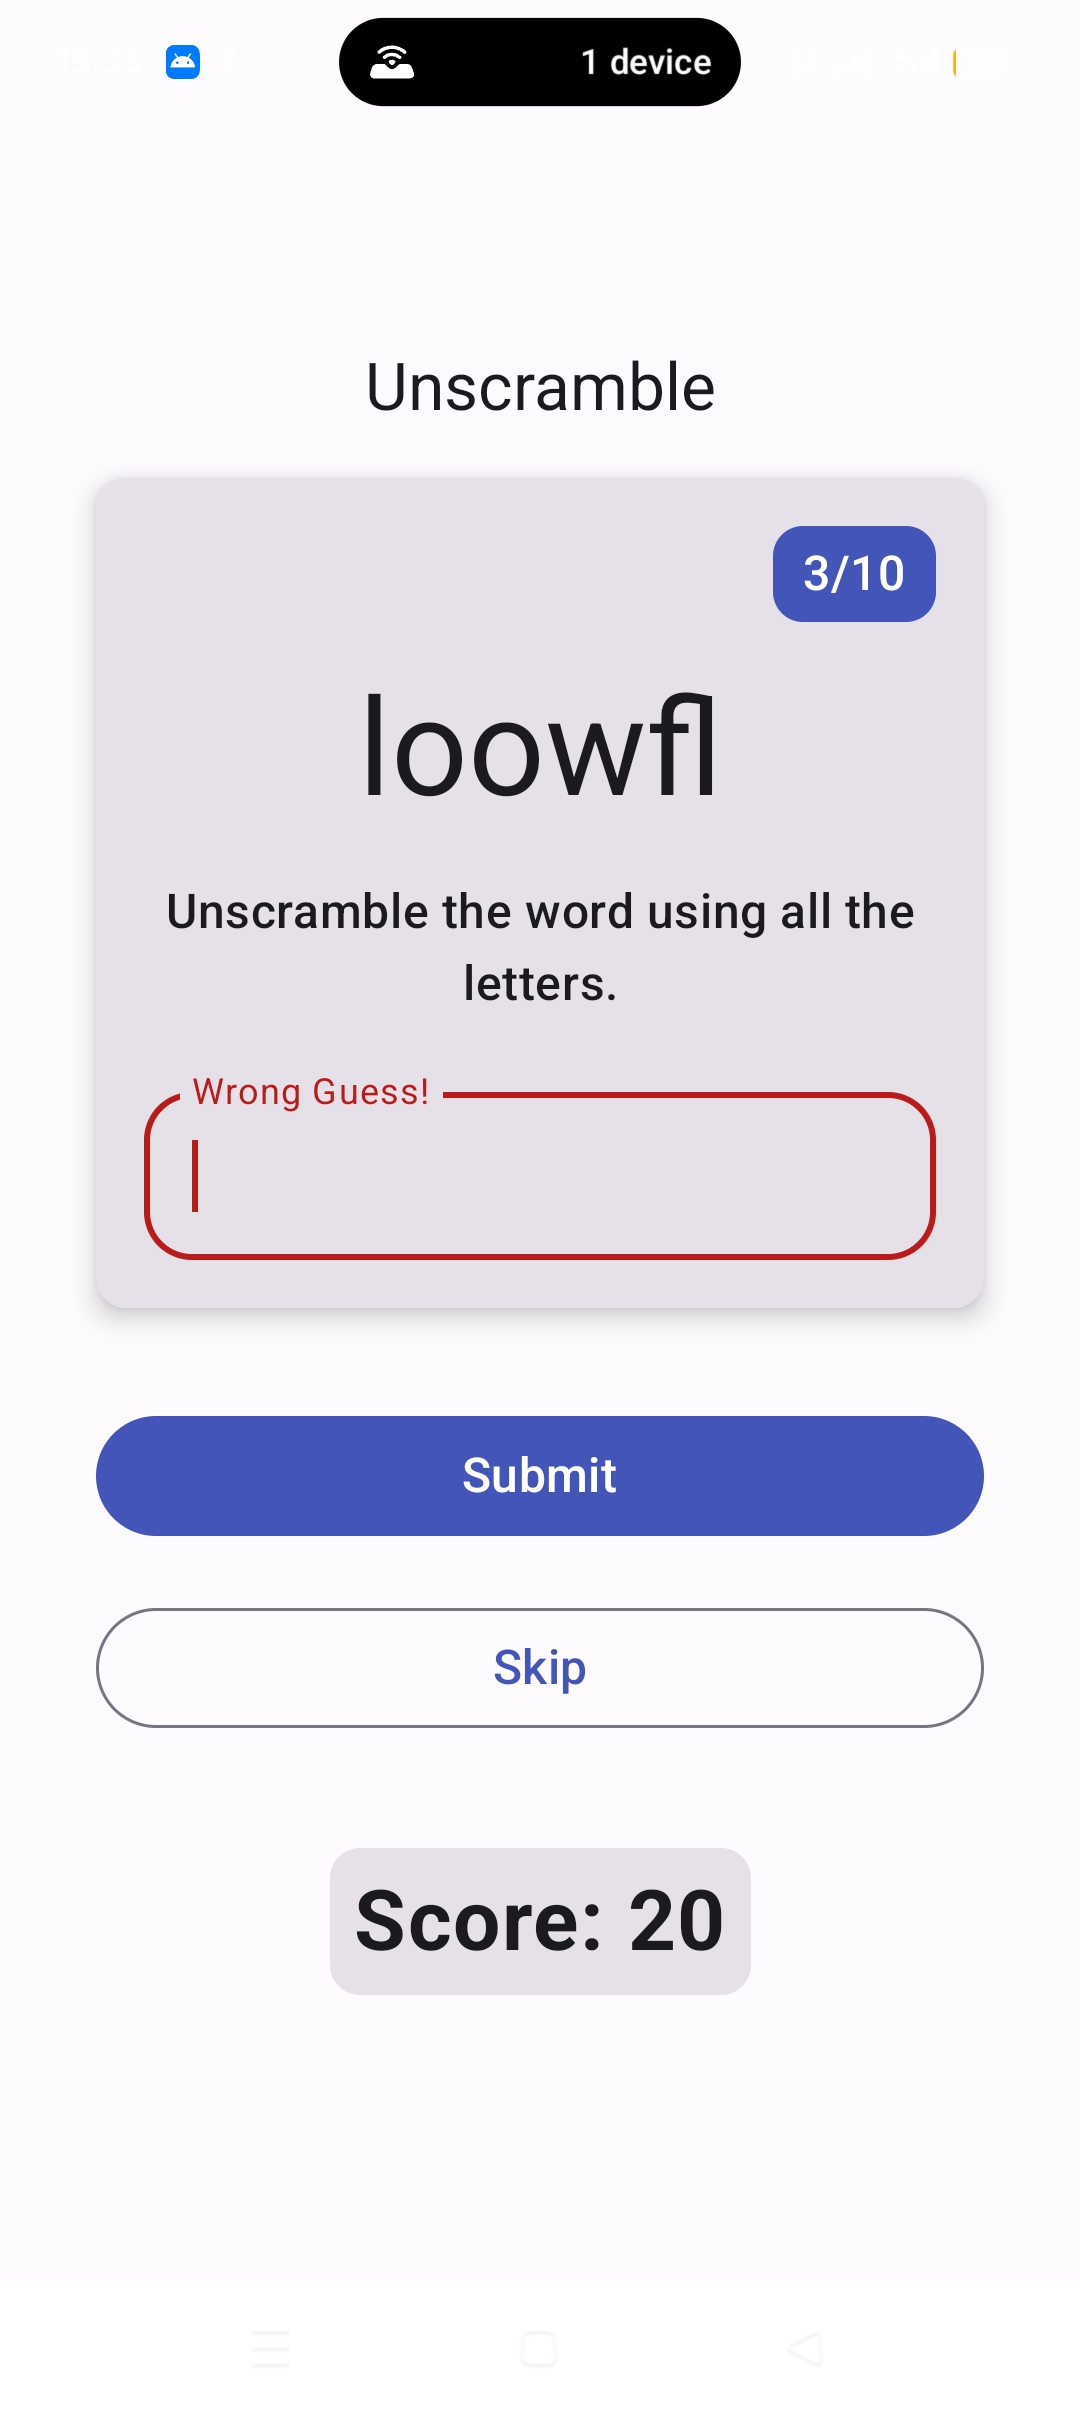 1 device
Unscramble
3/10
loowfl
Unscramble the word using all the
letters.
Wrong Guess!
Submit
Skip
Score: 20